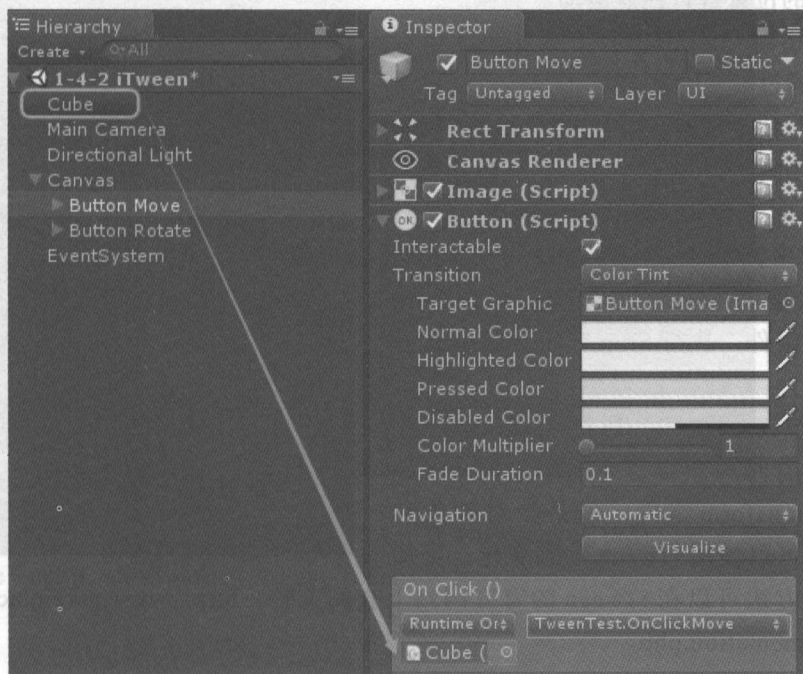 Hierarchy
Create
All
1-4-2 iTween*
Cube
Main Camera
Directional Light
Canvas
Button Move
Button Rotate
EventSystem
Inspector
Button Move
Static
Tag Untagged Layer UI
Rect Transform
Canvas Renderer
Image (Script)
OK Button (Script)
Interactable
Transition Color Tint
Target Graphic Button Move (Ima
Normal Color
Highlighted Color
Pressed Color
Disabled Color
Color Multiplier 1
Fade Duration 0.1
Navigation Automatic
Visualize
On Click ()
Runtime On TweenTest.OnClickMove
Cube (